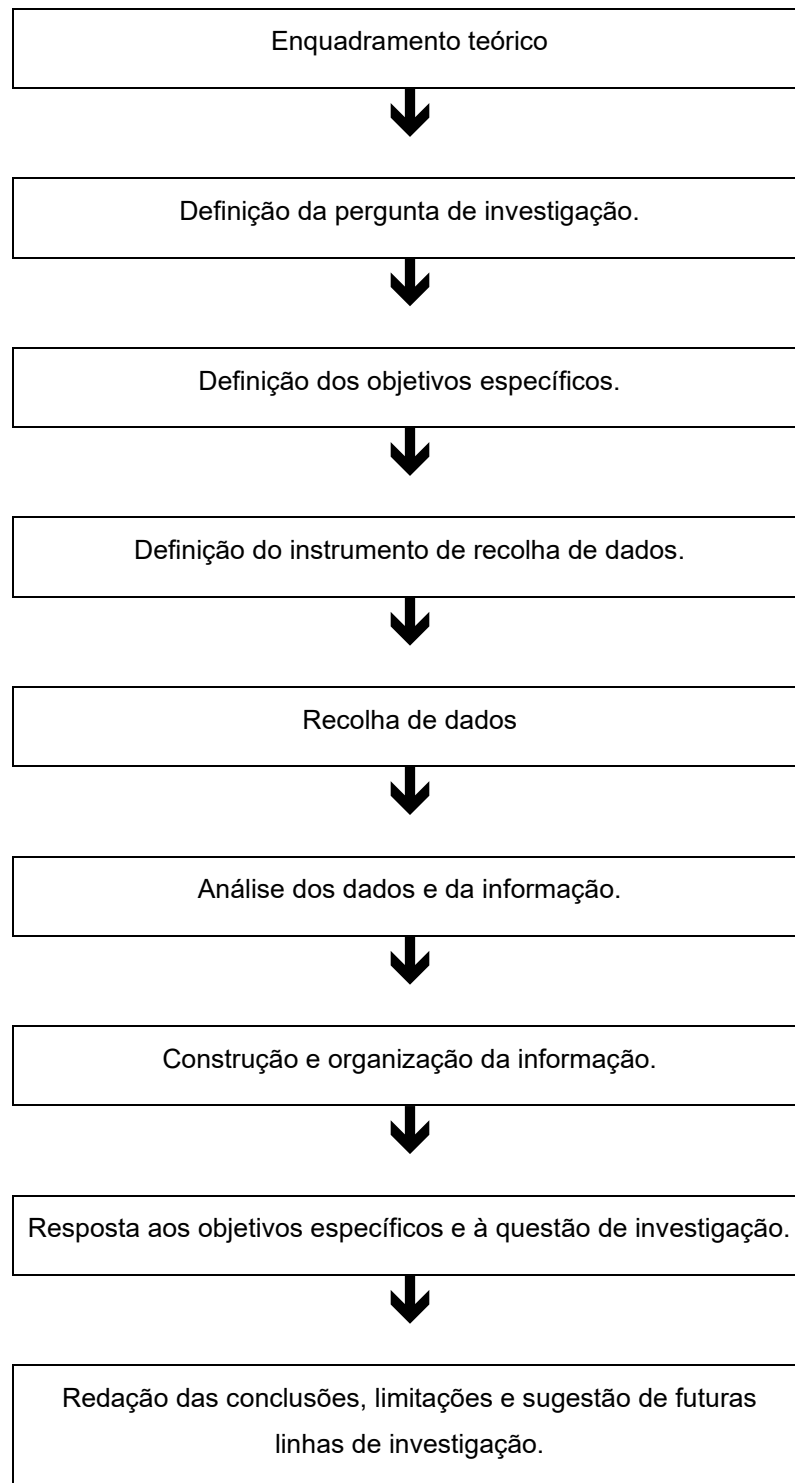 Enquadramento teórico
Definição da pergunta de investigação.
Definição dos objetivos específicos.
Definição do instrumento de recolha de dados.
Recolha de dados
Análise dos dados e da informação.
Construção e organização da informação.
Resposta aos objetivos específicos e à questão de investigação.
Redação das conclusões, limitações e sugestão de futuras
linhas de investigação.